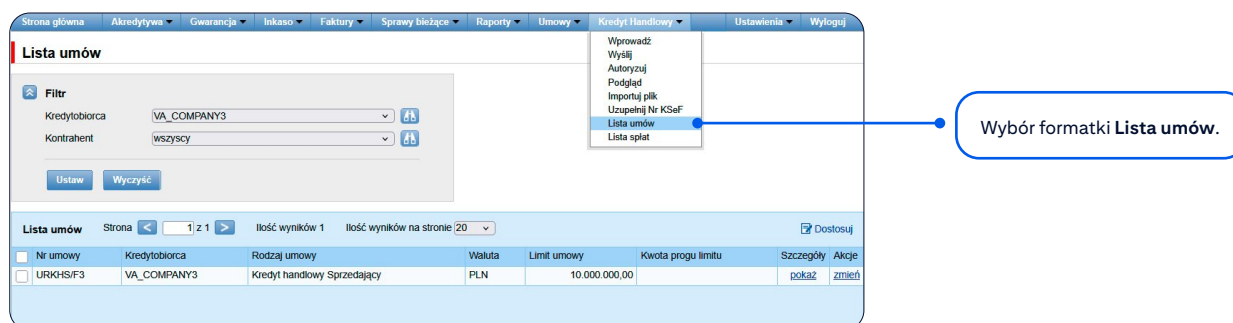 Strona główna Akredytywa Gwarancja Inkaso Faktury Sprawy bieżące Raporty Umowy Kredyt Handlowy Ustawienia Wyloguj
Lista umów
Wprowadź
Wyślij
Autoryzuj
Podgląd
Importuj plik
Uzupełnij Nr KSeF
Lista umów
Lista spłat
Filtr
Kredytobiorca VA_COMPANY3
Kontrahent wszyscy
Ustaw Wyczyść
Wybór formatki Lista umów.
Lista umów Strona < 1 z 1 > Ilość wyników 1 Ilość wyników na stronie 20 Dostosuj
Nr umowy Kredytobiorca Rodzaj umowy Waluta Limit umowy Kwota progu limitu Szczegóły Akcje
URKHS/F3 VA_COMPANY3 Kredyt handlowy Sprzedający PLN 10.000.000,00 pokaż zmień